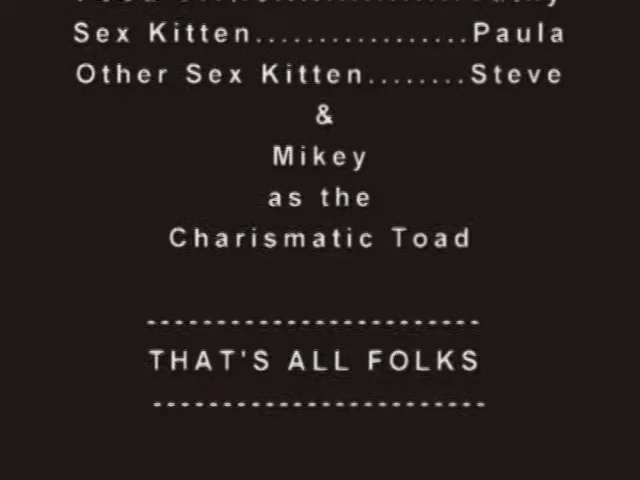 Sex Kitten.................Paula
Other Sex Kitten........Steve
&
Mikey
as the
Charismatic Toad
------------------------
THAT'S ALL FOLKS
------------------------